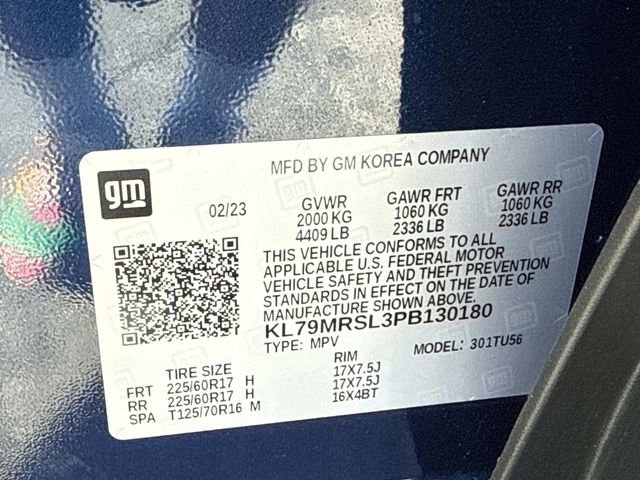 MFD BY GM KOREA COMPANY
gm
02/23
GVWR GAWR FRT GAWR RR
2000 KG 1060 KG 1060 KG
4409 LB 2336 LB 2336 LB
THIS VEHICLE CONFORMS TO ALL
APPLICABLE U.S. FEDERAL MOTOR
VEHICLE SAFETY AND THEFT PREVENTION
STANDARDS IN EFFECT ON THE DATE OF
MANUFACTURE SHOWN ABOVE.
KL79MRSL3PB130180
TYPE: MPV MODEL: 301TU56
TIRE SIZE RIM
FRT 225/60R17 H 17X7.5J
RR 225/60R17 H 17X7.5J
SPA T125/70R16 M 16X4BT